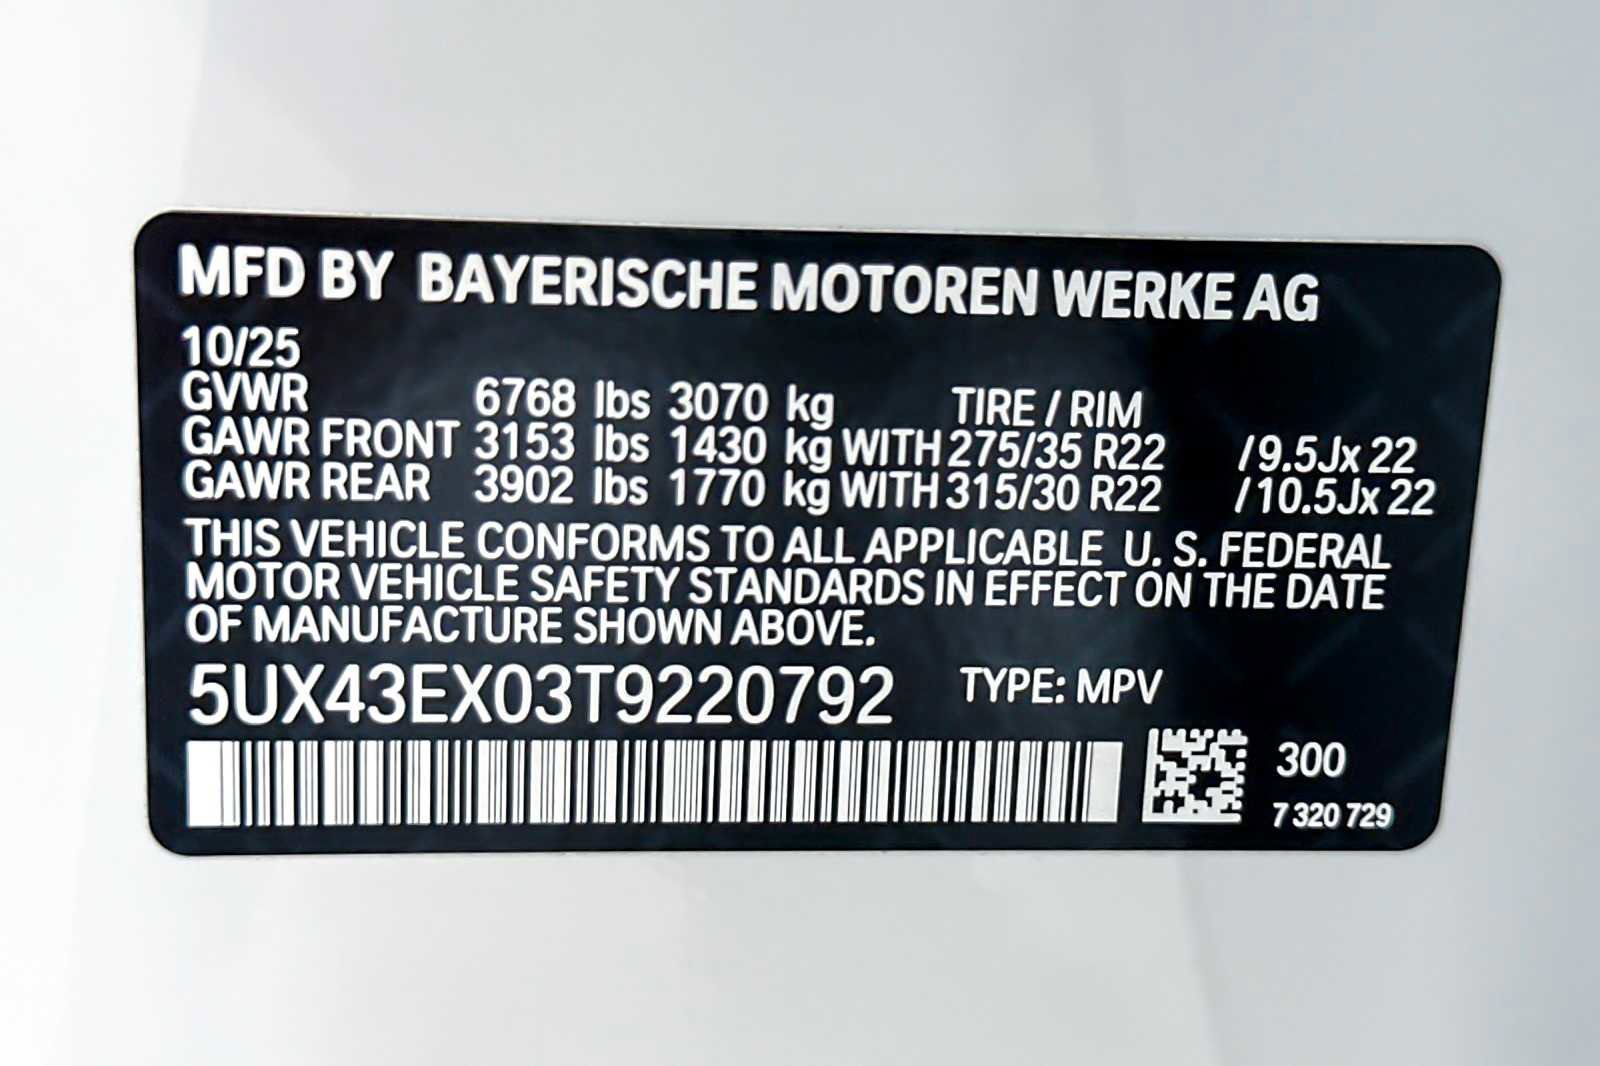 MFD BY BAYERISCHE MOTOREN WERKE AG
10/25
GVWR 6768 lbs 3070 kg TIRE / RIM
GAWR FRONT 3153 lbs 1430 kg WITH 275/35 R22 /9.5Jx 22
GAWR REAR 3902 lbs 1770 kg WITH 315/30 R22 /10.5Jx 22
THIS VEHICLE CONFORMS TO ALL APPLICABLE U. S. FEDERAL
MOTOR VEHICLE SAFETY STANDARDS IN EFFECT ON THE DATE
OF MANUFACTURE SHOWN ABOVE.
5UX43EX03T9220792 TYPE: MPV
300
7 320 729